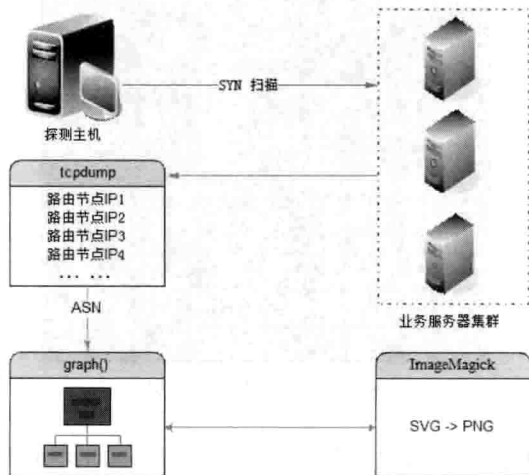 SYN 扫描
探测主机
tcpdump
路由节点IP1
路由节点IP2
路由节点IP3
路由节点IP4
... ...
业务服务器集群
ASN
graph()
ImageMagick
SVG -> PNG